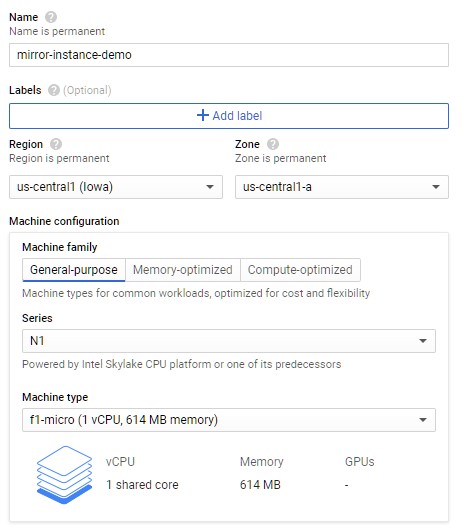 Name ?
Name is permanent
mirror-instance-demo
Labels ? (Optional)
+ Add label
Region ? Zone ?
Region is permanent Zone is permanent
us-central1 (Iowa) us-central1-a
Machine configuration
Machine family
General-purpose Memory-optimized Compute-optimized
Machine types for common workloads, optimized for cost and flexibility
Series
N1
Powered by Intel Skylake CPU platform or one of its predecessors
Machine type
f1-micro (1 vCPU, 614 MB memory)
vCPU Memory GPUs
1 shared core 614 MB -